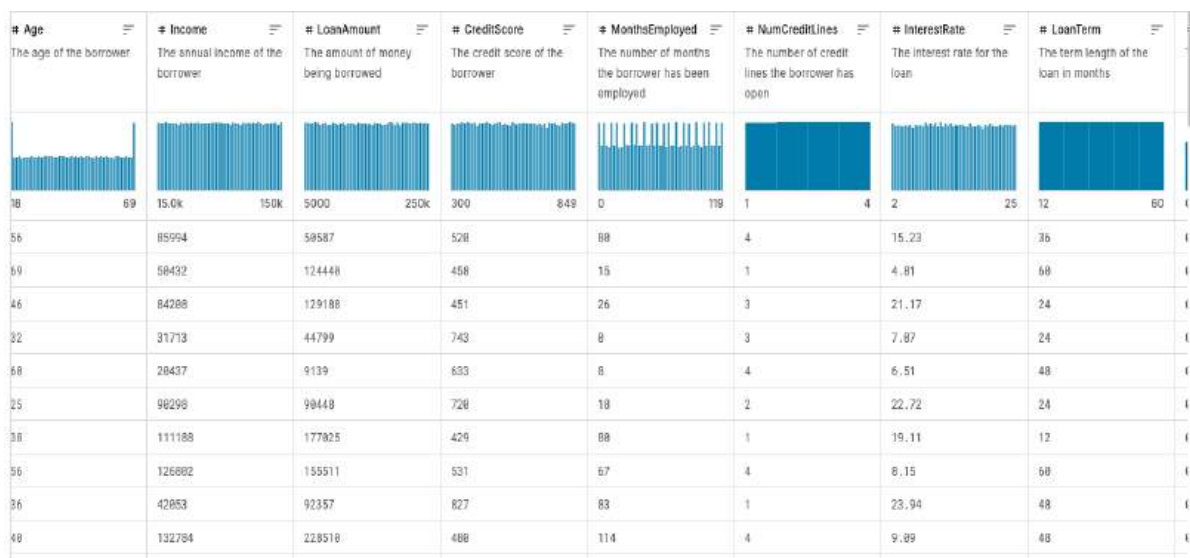 # Age # Income # LoanAmount # CreditScore # MonthsEmployed # NumCreditLines # InterestRate # LoanTerm
The age of the borrower The annual income of the The amount of money The credit score of the The number of months The number of credit The interest rate for the The term length of the
borrower being borrowed borrower the borrower has been lines the borrower has loan loan in months
employed open
18 69 15.0k 150k 5000 250k 300 849 0 119 1 4 2 25 12 60
56 85994 50587 520 80 4 15.23 36
69 50432 124440 458 15 1 4.81 60
46 84208 129188 451 26 3 21.17 24
32 31713 44799 743 0 3 7.07 24
60 20437 9139 633 8 4 6.51 48
25 90298 90448 720 18 2 22.72 24
38 111188 177025 429 80 1 19.11 12
56 126802 155511 531 67 4 8.15 60
36 42053 92357 827 83 1 23.94 48
40 132784 228510 480 114 4 9.09 48